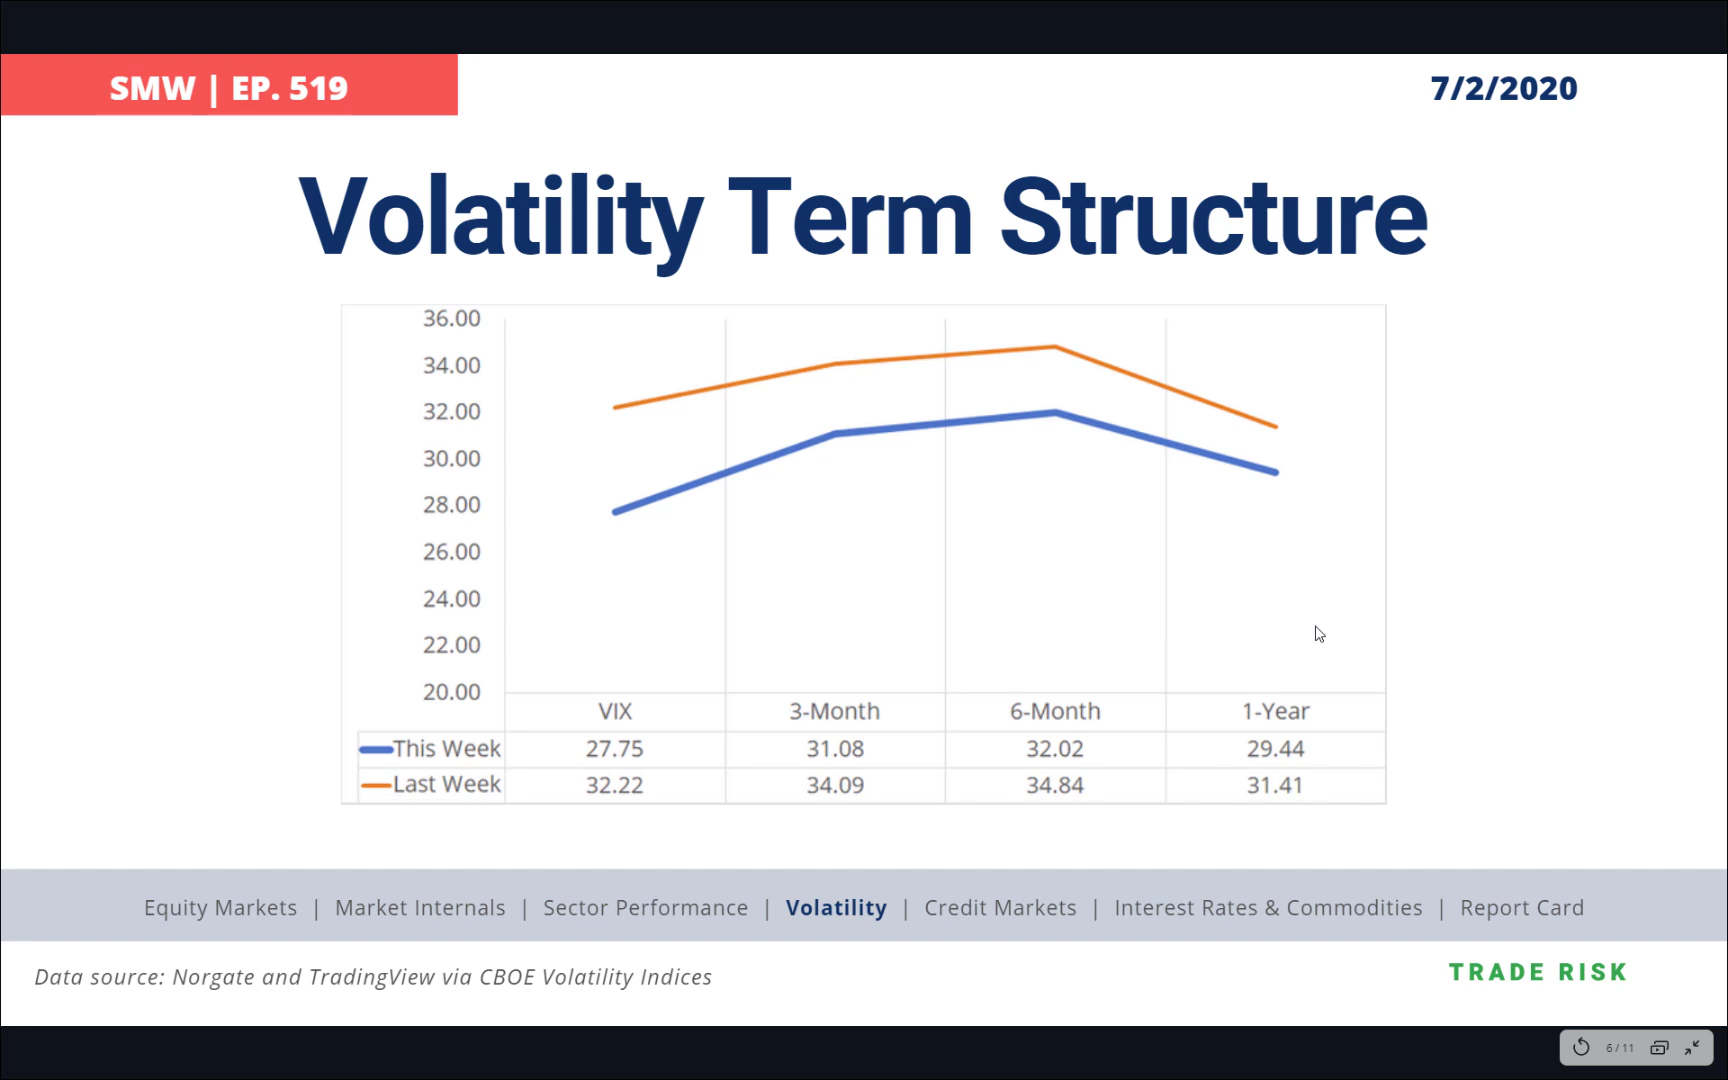 SMW | EP. 519
7/2/2020
Volatility Term Structure
36.00
34.00
32.00
30.00
28.00
26.00
24.00
22.00
20.00
VIX 3-Month 6-Month 1-Year
This Week 27.75 31.08 32.02 29.44
Last Week 32.22 34.09 34.84 31.41
Equity Markets | Market Internals | Sector Performance | Volatility | Credit Markets | Interest Rates & Commodities | Report Card
Data source: Norgate and TradingView via CBOE Volatility Indices
TRADE RISK
6/11